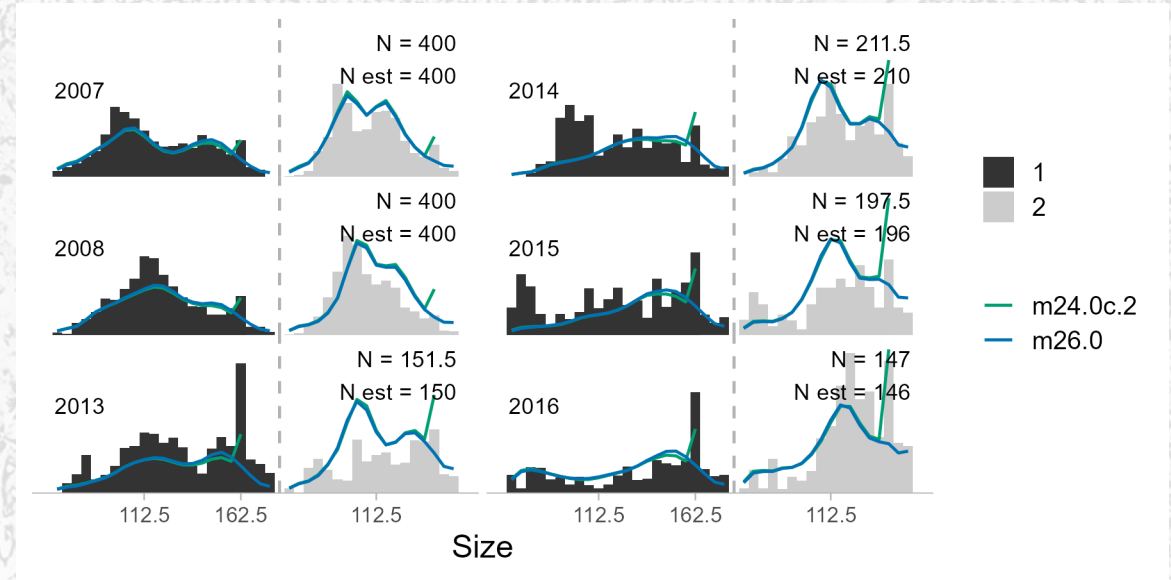 N = 400
N est = 400
2007
N = 211.5
N est = 210
2014
N = 400
N est = 400
2008
N = 197.5
N est = 196
2015
N = 151.5
N est = 150
2013
N = 147
N est = 146
2016
112.5 162.5 112.5 112.5 162.5 112.5
Size
1
2
m24.0c.2
m26.0